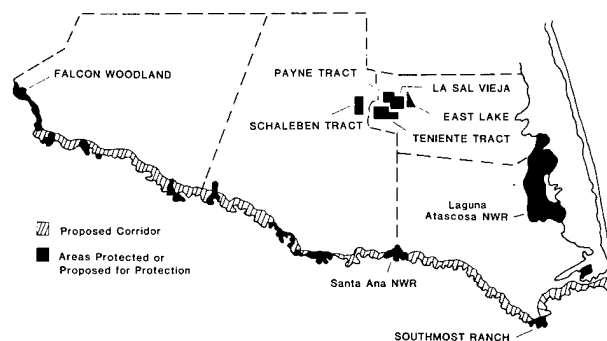 FALCON WOODLAND
PAYNE TRACT
LA SAL VIEJA
EAST LAKE
SCHALEBEN TRACT
TENIENTE TRACT
Laguna
Atascosa NWR
Proposed Corridor
Areas Protected or
Proposed for Protection
Santa Ana NWR
SOUTHMOST RANCH